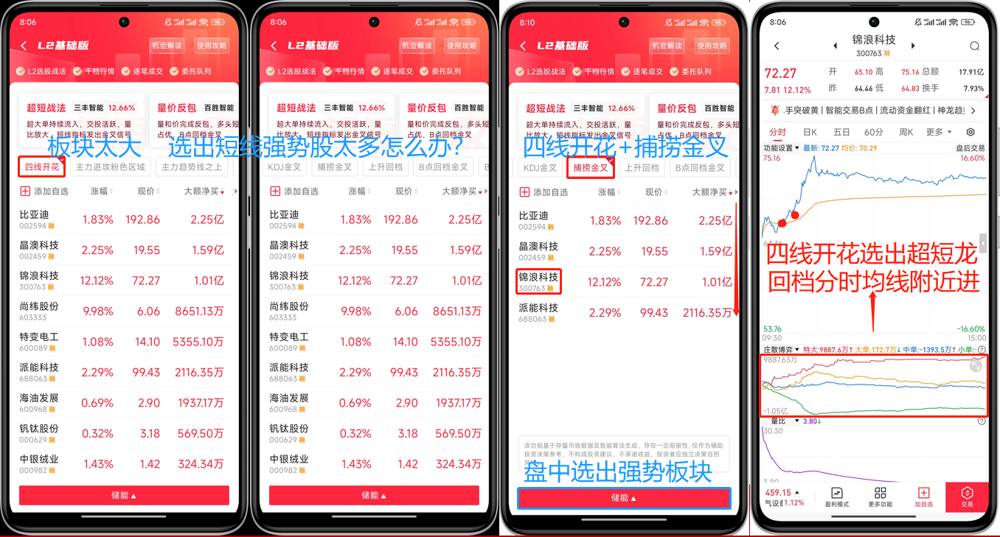 8:06
96
L2基础版
机会解读
使用攻略
L2选股战法
千档行情
逐笔成交
委托队列
超短战法 三丰智能 12.66%
超大单持续流入，交投活跃，量
比放大，短线指标发出金叉信号
量价反包 百胜智能
量和价完成反包，多头短
占优，B点回档金叉
板块太大
四线开花 主力进攻粉色区域 主力趋势线之上
添加自选 涨幅 现价 大额净买
比亚迪 1.83% 192.86 2.25亿
002594 融
晶澳科技 2.25% 19.55 1.59亿
002459 融
锦浪科技 12.12% 72.27 1.01亿
300763 融
尚纬股份 9.98% 6.06 8651.13万
603333
特变电工 1.08% 14.10 5355.10万
600089 融
派能科技 2.29% 99.43 2116.35万
688063 融
海油发展 0.69% 2.90 1937.17万
600968 融
钒钛股份 0.32% 3.18 569.50万
000629 融
中银绒业 1.43% 1.42 324.34万
000982 融
储能▲
8:06
96
L2基础版
机会解读
使用攻略
L2选股战法
千档行情
逐笔成交
委托队列
超短战法 三丰智能 12.66%
超大单持续流入，交投活跃，量
比放大，短线指标发出金叉信号
量价反包 百胜智能
量和价完成反包，多头短
占优，B点回档金叉
选出短线强势股太多怎么办？
KDJ金叉 捕捞金叉 上升回档 B点回档金叉
添加自选 涨幅 现价 大额净买
比亚迪 1.83% 192.86 2.25亿
002594 融
晶澳科技 2.25% 19.55 1.59亿
002459 融
锦浪科技 12.12% 72.27 1.01亿
300763 融
尚纬股份 9.98% 6.06 8651.13万
603333
特变电工 1.08% 14.10 5355.10万
600089 融
派能科技 2.29% 99.43 2116.35万
688063 融
海油发展 0.69% 2.90 1937.17万
600968 融
钒钛股份 0.32% 3.18 569.50万
000629 融
中银绒业 1.43% 1.42 324.34万
000982 融
储能▲
8:10
95
L2基础版
机会解读
使用攻略
L2选股战法
千档行情
逐笔成交
委托队列
超短战法 三丰智能 12.66%
超大单持续流入，交投活跃，量
比放大，短线指标发出金叉信号
量价反包 百胜智能
量和价完成反包，多头短
占优，B点回档金叉
四线开花+捕捞金叉
KDJ金叉 捕捞金叉 上升回档 B点回档金叉
添加自选 涨幅 现价 大额净买
比亚迪 1.83% 192.86 2.25亿
002594 融
晶澳科技 2.25% 19.55 1.59亿
002459 融
锦浪科技 12.12% 72.27 1.01亿
300763 融
派能科技 2.29% 99.43 2116.35万
688063 融
该功能基于存量市场数据及智能算法生成，存在一定局限性, 仅作为辅助
投资决策参考，不构成投资建议，不承诺收益，投资者应独立决策自担
盘中选出强势板块
储能▲
8:06
96
锦浪科技
300763 融
72.27 开 65.10 高 75.16 总额 17.91亿
7.81 12.12% 昨 64.46 低 64.83 换手 7.93%
手突破黄 | 智能交易B点 | 流动资金翻红 | 神龙趋
分时 日K 五日 60分 周K 更多
功能设置 最新: 72.27 均价: 70.29 盘后交易
75.16 16.60%
64.46
四线开花选出超短龙
回档分时均线附近进
53.76 -16.60%
09:30 15:00
庄散博弈 特大:9887.6万↑ 大单:172.7万↓ 中单:-1393.5万↑ 小单:-
9887.63万
-1.05亿
量比 3.80↓
30.30
3.80
459.15
1.12%
盈利模式 更多功能 加自选 交易